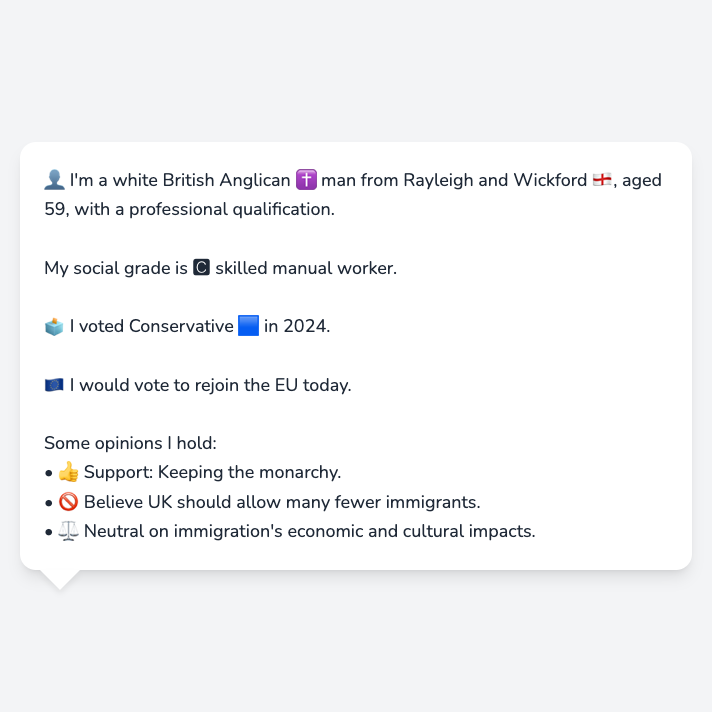 👤 I'm a white British Anglican ✝️ man from Rayleigh and Wickford 🏴󠁧󠁢󠁥󠁮󠁧󠁿, aged
59, with a professional qualification.
My social grade is 🅲 skilled manual worker.
🗳️ I voted Conservative 🟦 in 2024.
🇪🇺 I would vote to rejoin the EU today.
Some opinions I hold:
• 👍 Support: Keeping the monarchy.
• 🚫 Believe UK should allow many fewer immigrants.
• ⚖️ Neutral on immigration's economic and cultural impacts.